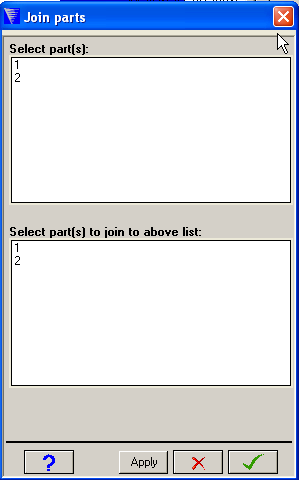 Join parts
Select part(s):
1
2
Select part(s) to join to above list:
1
2
?
Apply